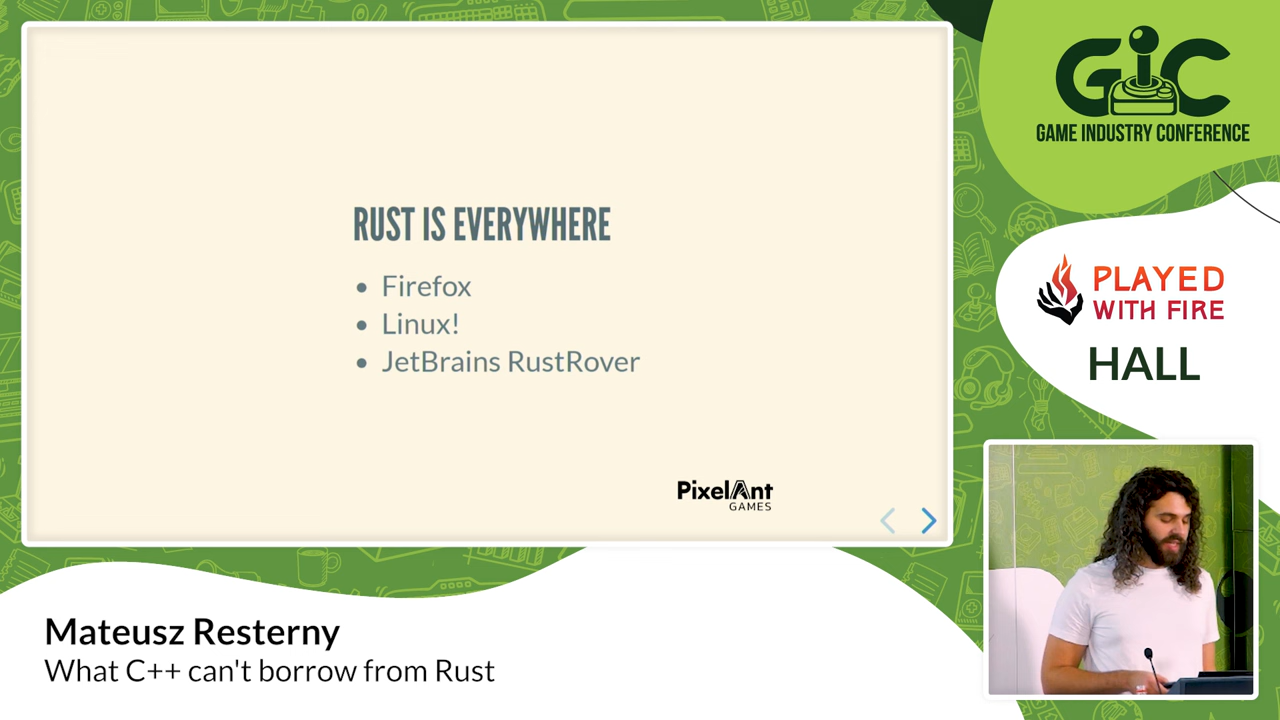 RUST IS EVERYWHERE
• Firefox
• Linux!
• JetBrains RustRover
PixelAnt
GAMES
GIC
GAME INDUSTRY CONFERENCE
PLAYED
WITH FIRE
HALL
Mateusz Resterny
What C++ can't borrow from Rust